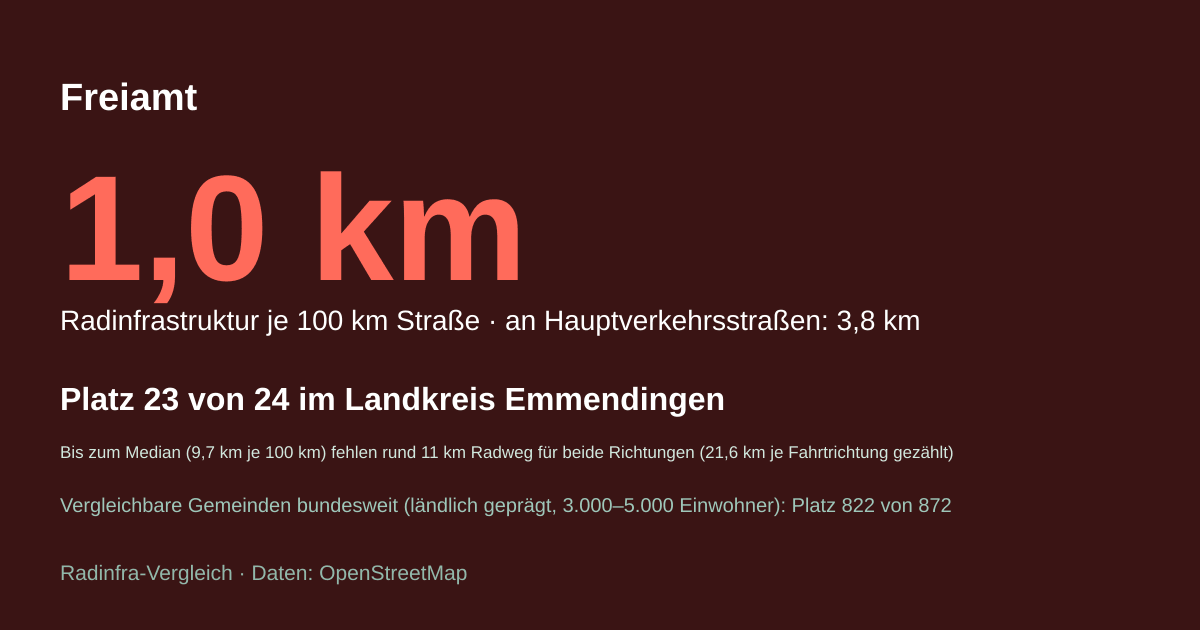 Freiamt
1,0 km
Radinfrastruktur je 100 km Straße · an Hauptverkehrsstraßen: 3,8 km
Platz 23 von 24 im Landkreis Emmendingen
Bis zum Median (9,7 km je 100 km) fehlen rund 11 km Radweg für beide Richtungen (21,6 km je Fahrtrichtung gezählt)
Vergleichbare Gemeinden bundesweit (ländlich geprägt, 3.000–5.000 Einwohner): Platz 822 von 872
Radinfra-Vergleich · Daten: OpenStreetMap